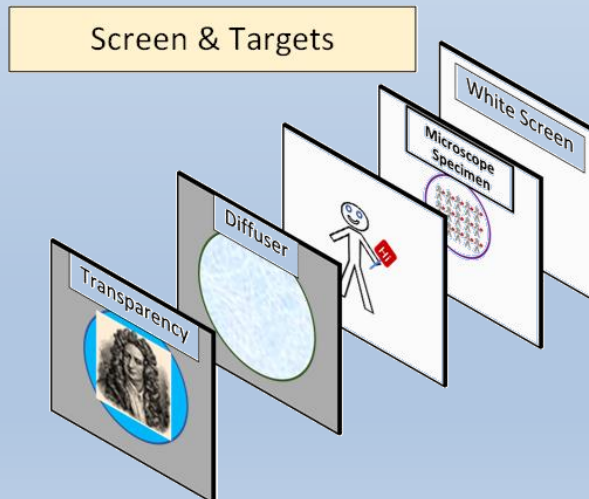 Screen & Targets
White Screen
Microscope
Specimen
Hi
Diffuser
Transparency